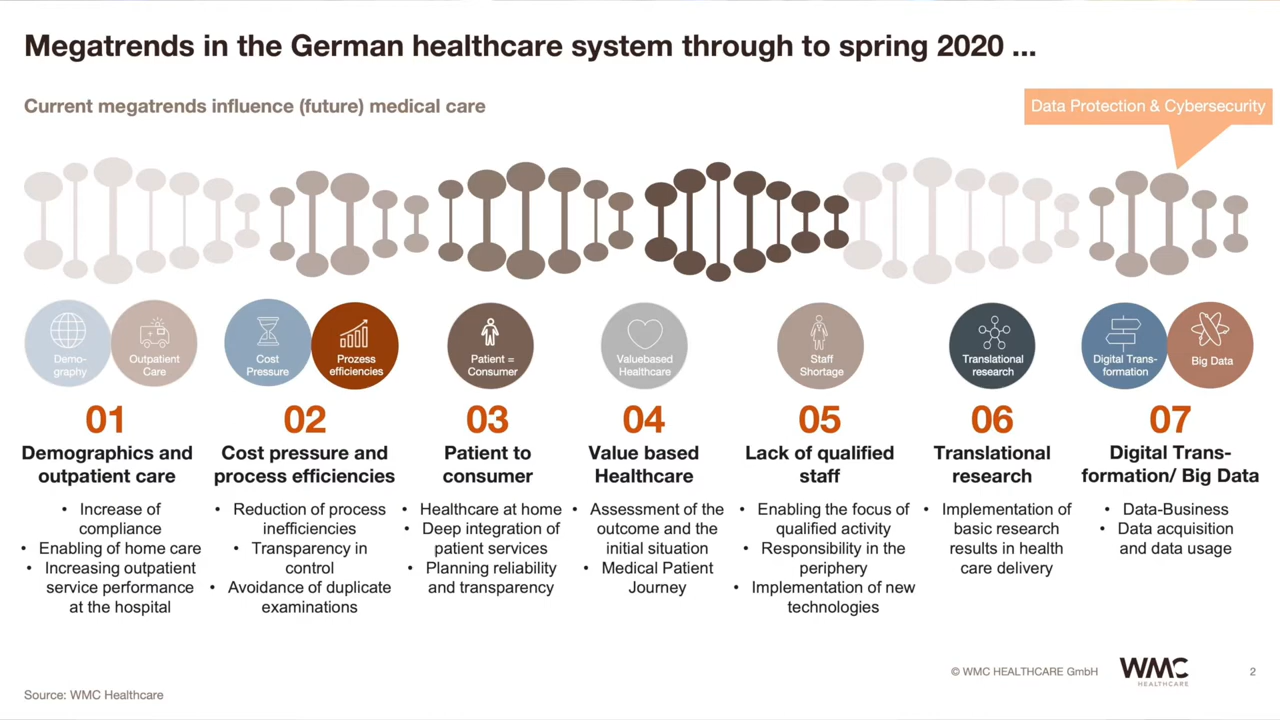 Megatrends in the German healthcare system through to spring 2020 ...
Current megatrends influence (future) medical care
Data Protection & Cybersecurity
Demo-
graphy
Outpatient
Care
Cost
Pressure
Prozess
efficiencies
Patient =
Consumer
Valuebased
Healthcare
Staff
Shortage
Translational
research
Digital Trans-
formation
Big Data
01
Demographics and
outpatient care
• Increase of
compliance
• Enabling of home care
• Increasing outpatient
service performance
at the hospital
02
Cost pressure and
process efficiencies
• Reduction of process
inefficiencies
• Transparency in
control
• Avoidance of duplicate
examinations
03
Patient to
consumer
• Healthcare at home
• Deep integration of
patient services
• Planning reliability
and transparency
04
Value based
Healthcare
• Assessment of the
outcome and the
initial situation
• Medical Patient
Journey
05
Lack of qualified
staff
• Enabling the focus of
qualified activity
• Responsibility in the
periphery
• Implementation of new
technologies
06
Translational
research
• Implementation of
basic research
results in health
care delivery
07
Digital Trans-
formation/ Big Data
• Data-Business
• Data acquisition
and data usage
© WMC HEALTHCARE GmbH
WMC
HEALTHCARE
2
Source: WMC Healthcare